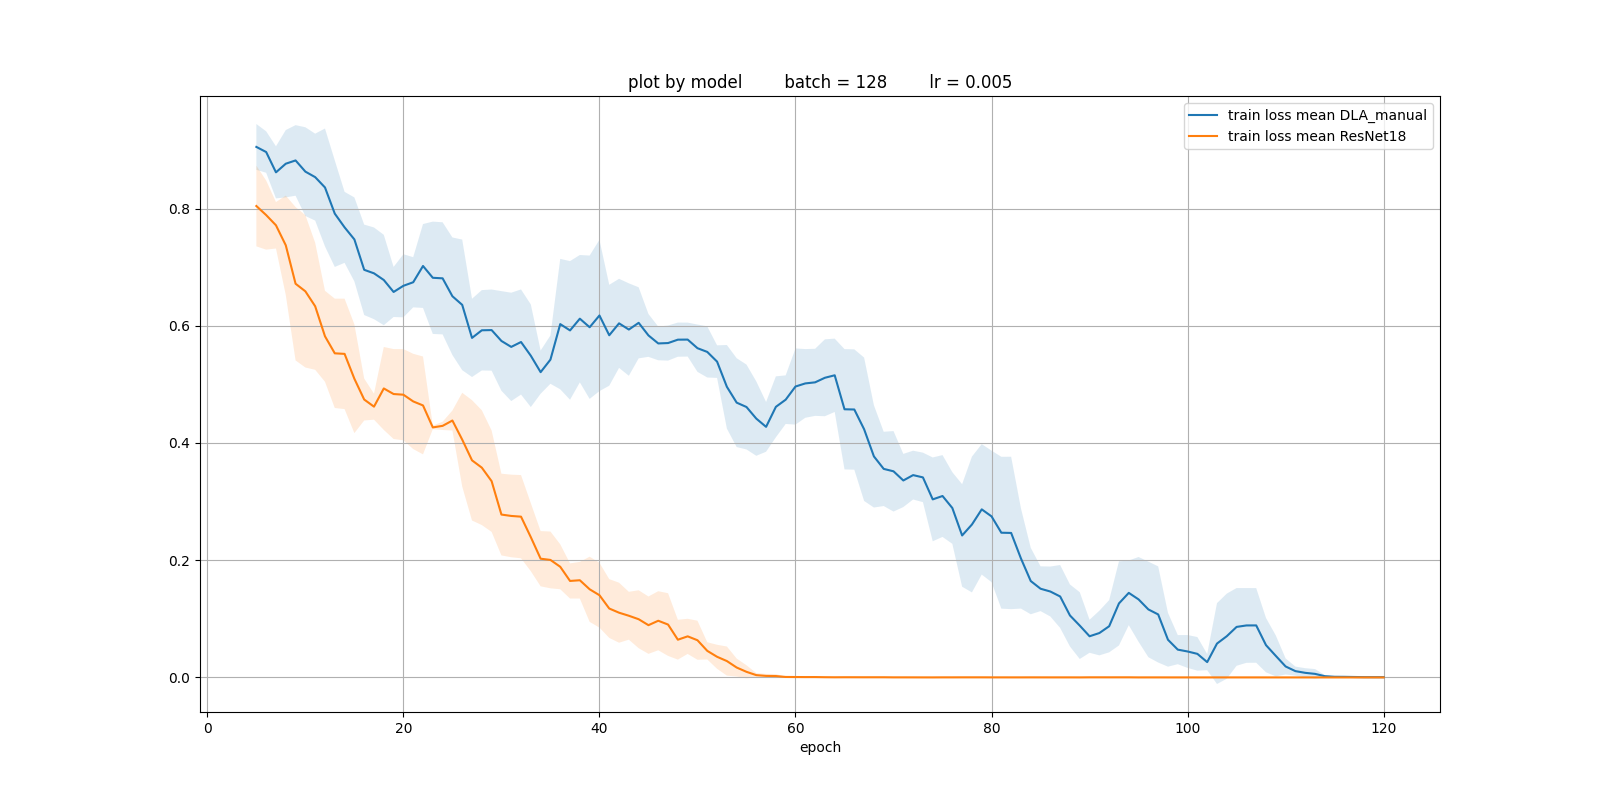 plot by model batch = 128 lr = 0.005
train loss mean DLA_manual
train loss mean ResNet18
0.8
0.6
0.4
0.2
0.0
0 20 40 60 80 100 120
epoch